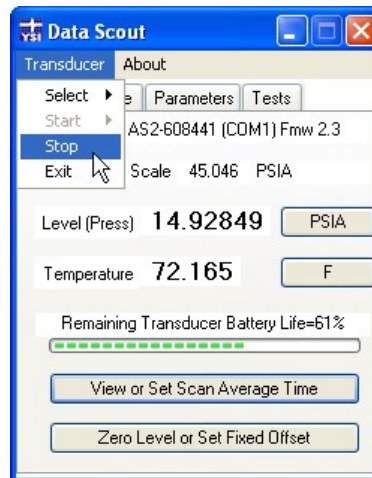 YSI Data Scout
Transducer About
Select
e Parameters Tests
Start
AS2-608441 (COM1) Fmw 2.3
Stop
Exit
Scale 45.046 PSIA
Level (Press) 14.92849 PSIA
Temperature 72.165 F
Remaining Transducer Battery Life=61%
View or Set Scan Average Time
Zero Level or Set Fixed Offset